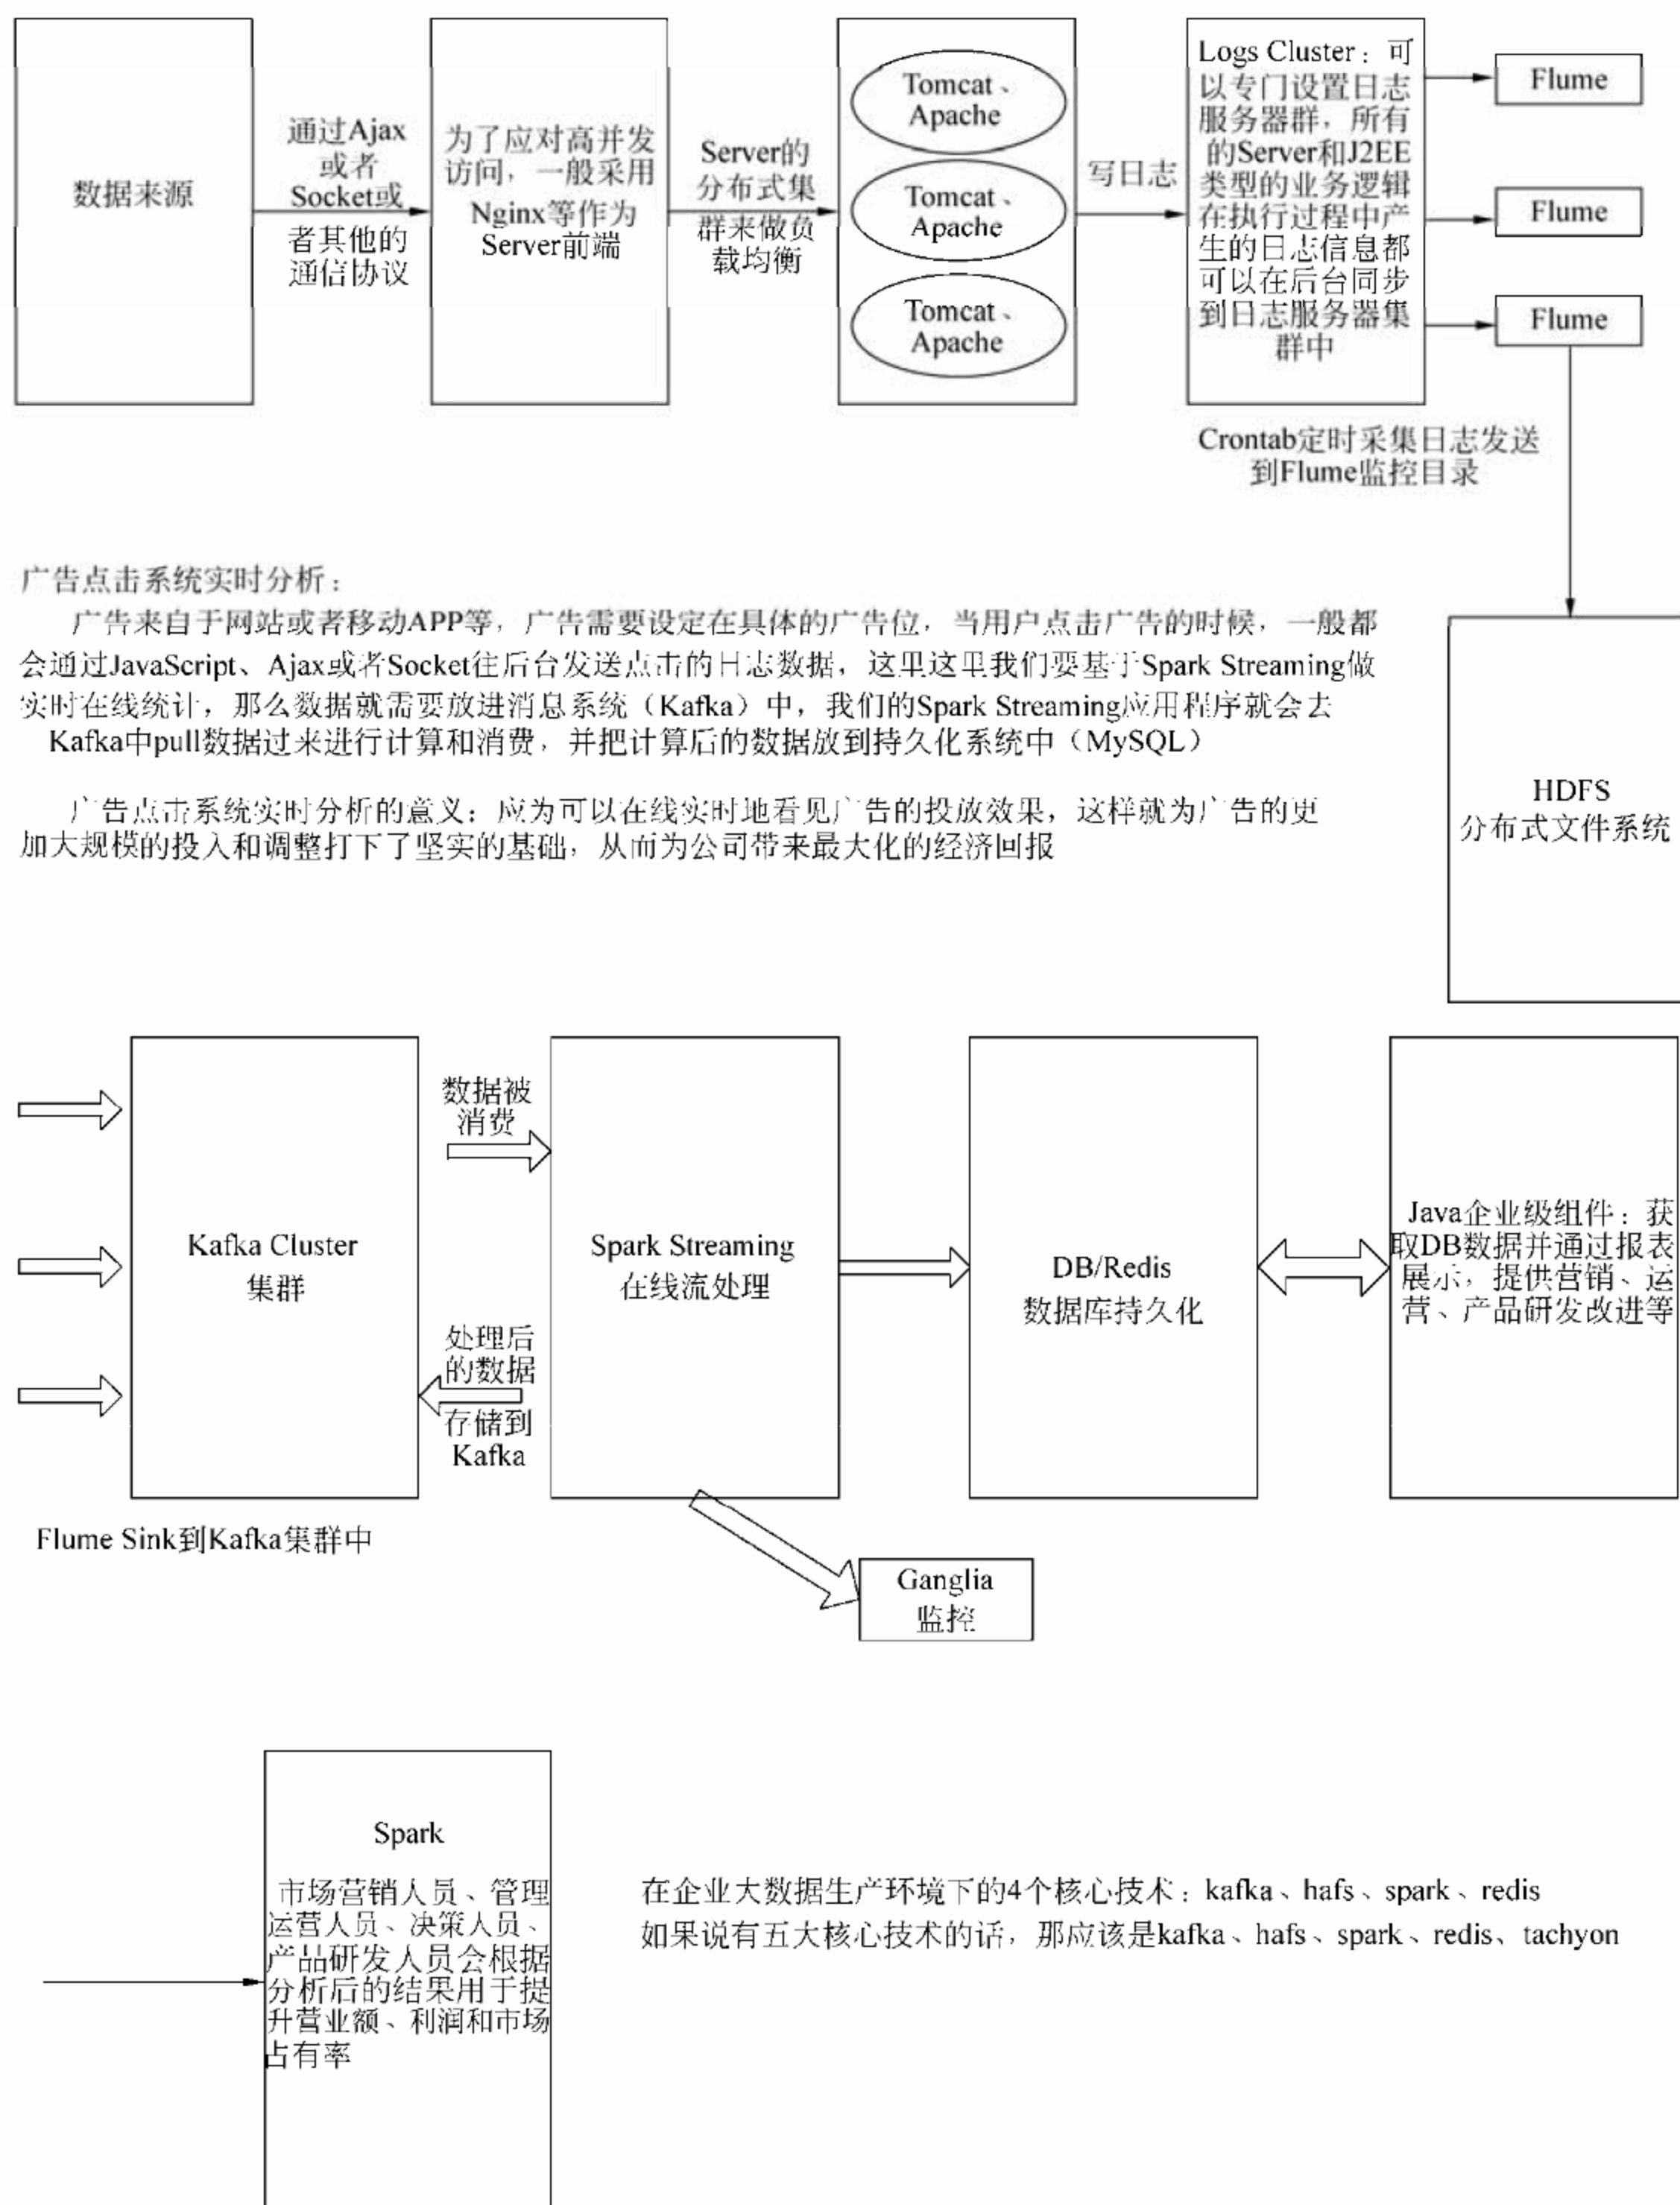 数据来源
通过Ajax
或者
Socket或
者其他的
通信协议
为了应对高并发
访问，一般采用
Nginx等作为
Server前端
Server的
分布式集
群来做负
载均衡
Tomcat、
Apache
Tomcat、
Apache
Tomcat、
Apache
写日志
Logs Cluster：可
以专门设置日志
服务器群，所有
的Server和J2EE
类型的业务逻辑
在执行过程中产
生的日志信息都
可以在后台同步
到日志服务器集
群中
Flume
Flume
Flume
Crontab定时采集日志发送
到Flume监控目录
广告点击系统实时分析：
广告来自于网站或者移动APP等，广告需要设定在具体的广告位，当用户点击广告的时候，一般都
会通过JavaScript、Ajax或者Socket往后台发送点击的日志数据，这里这里我们要基于Spark Streaming做
实时在线统计，那么数据就需要放进消息系统（Kafka）中，我们的Spark Streaming应用程序就会去
Kafka中pull数据过来进行计算和消费，并把计算后的数据放到持久化系统中（MySQL）
广告点击系统实时分析的意义：应为可以在线实时地看见广告的投放效果，这样就为广告的更
加大规模的投入和调整打下了坚实的基础，从而为公司带来最大化的经济回报
HDFS
分布式文件系统
Kafka Cluster
集群
数据被
消费
处理后
的数据
存储到
Kafka
Spark Streaming
在线流处理
DB/Redis
数据库持久化
Java企业级组件：获
取DB数据并通过报表
展示，提供营销、运
营、产品研发改进等
Flume Sink到Kafka集群中
Ganglia
监控
Spark
市场营销人员、管理
运营人员、决策人员、
产品研发人员会根据
分析后的结果用于提
升营业额、利润和市场
占有率
在企业大数据生产环境下的4个核心技术：kafka、hafs、spark、redis
如果说有五大核心技术的话，那应该是kafka、hafs、spark、redis、tachyon